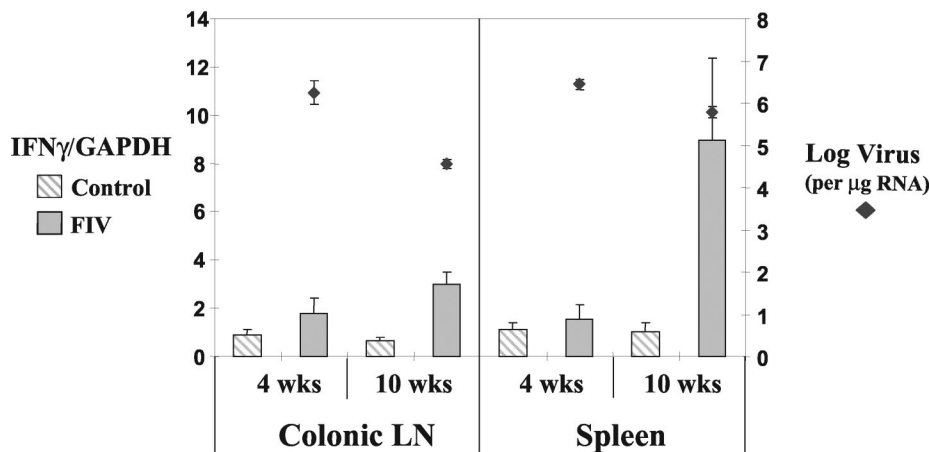 14
12
10
8
6
4
2
0
8
7
6
5
4
3
2
1
0
IFNγ/GAPDH
Control
FIV
Log Virus
(per μg RNA)
4 wks
10 wks
4 wks
10 wks
Colonic LN
Spleen